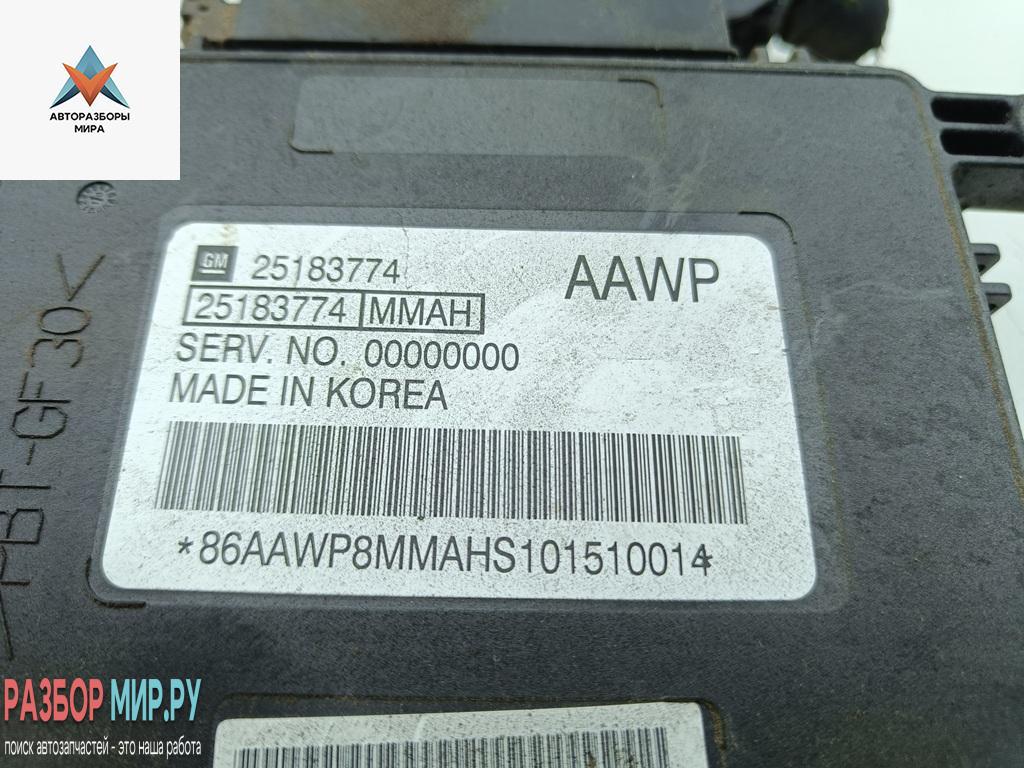 АВТОРАЗБОРЫ
МИРА
GM 25183774
AAWP
25183774 MMAH
SERV. NO. 00000000
MADE IN KOREA
*86AAWP8MMAHS101510014*
>PBT-GF30<
РАЗБОР МИР.РУ
поиск автозапчастей - это наша работа